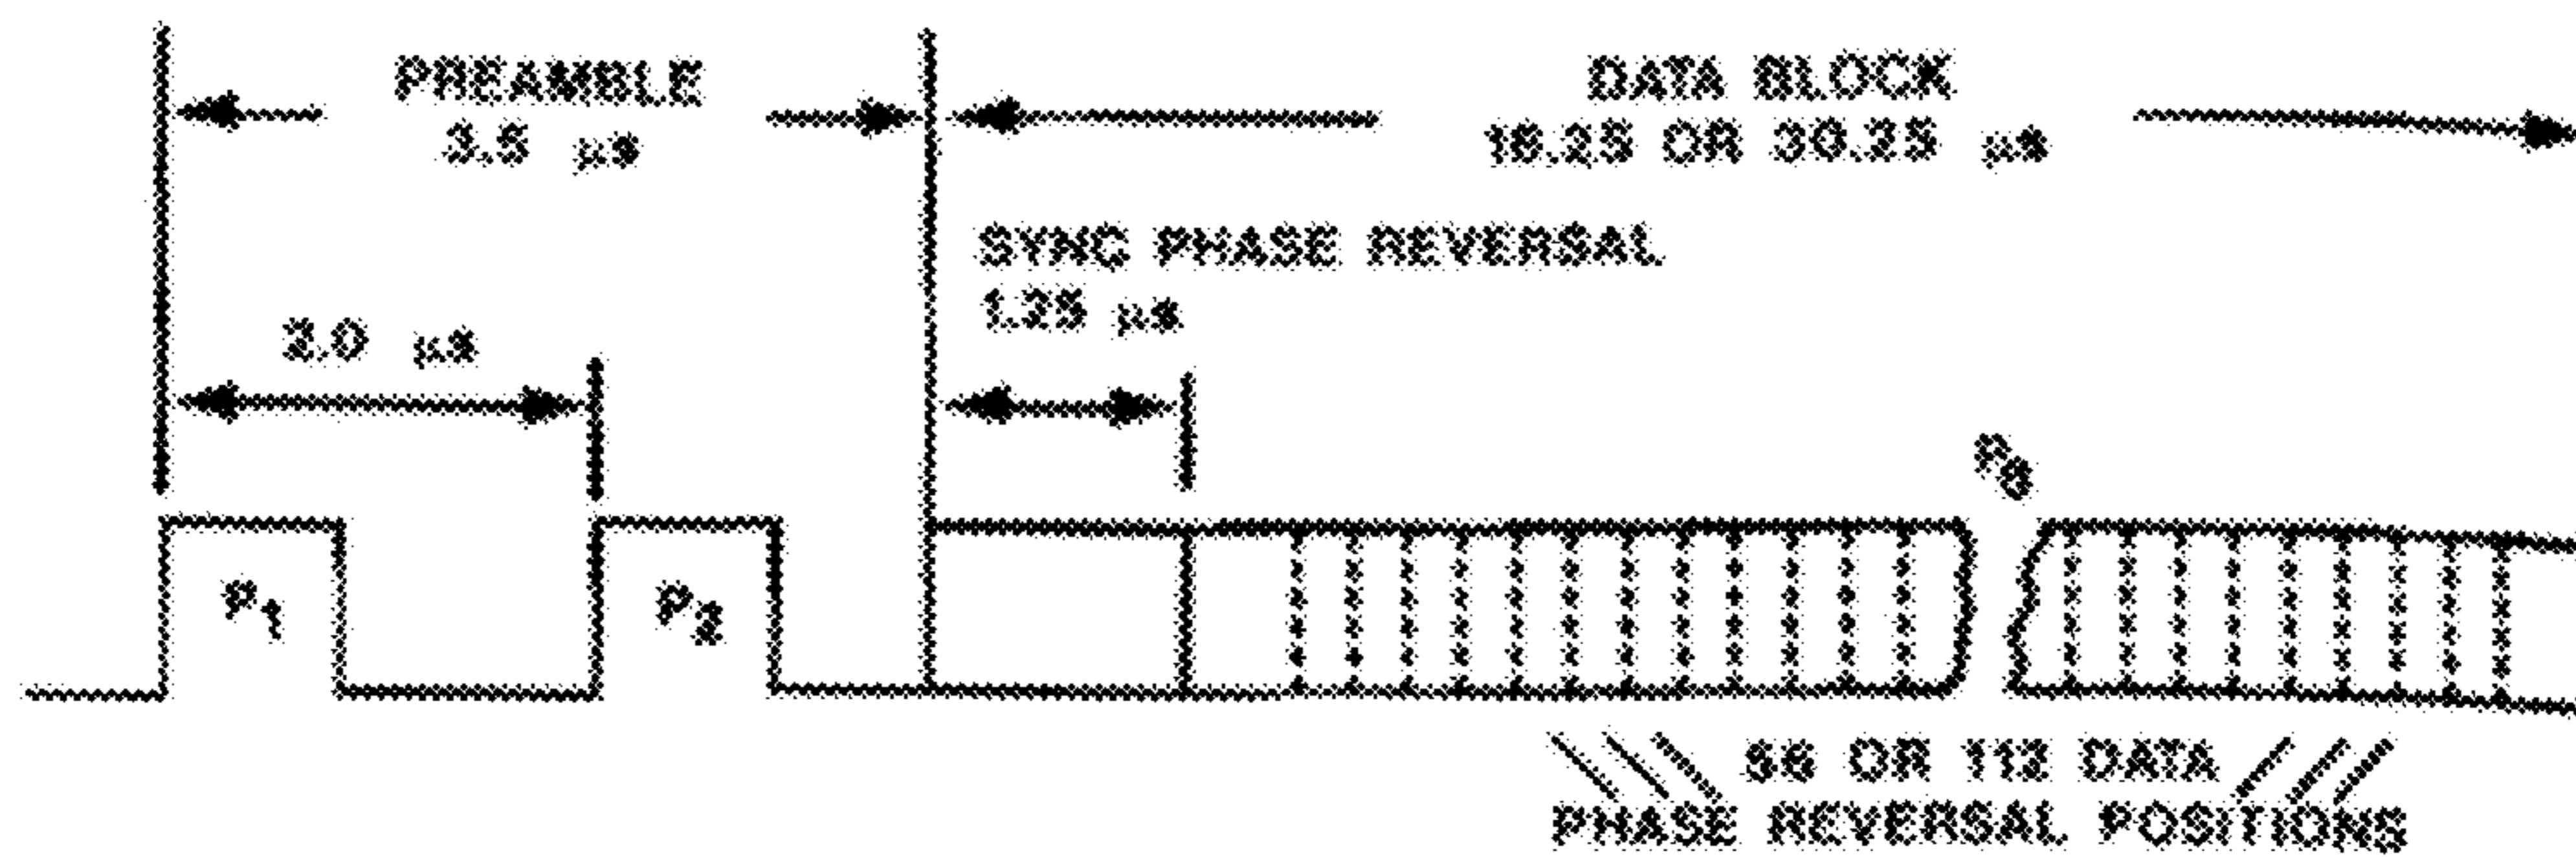 PREAMBLE
3.5 µs
DATA BLOCK
16.25 OR 30.25 µs
SYNC PHASE REVERSAL
1.25 µs
2.0 µs
P6
P1
P2
56 OR 112 DATA
PHASE REVERSAL POSITIONS